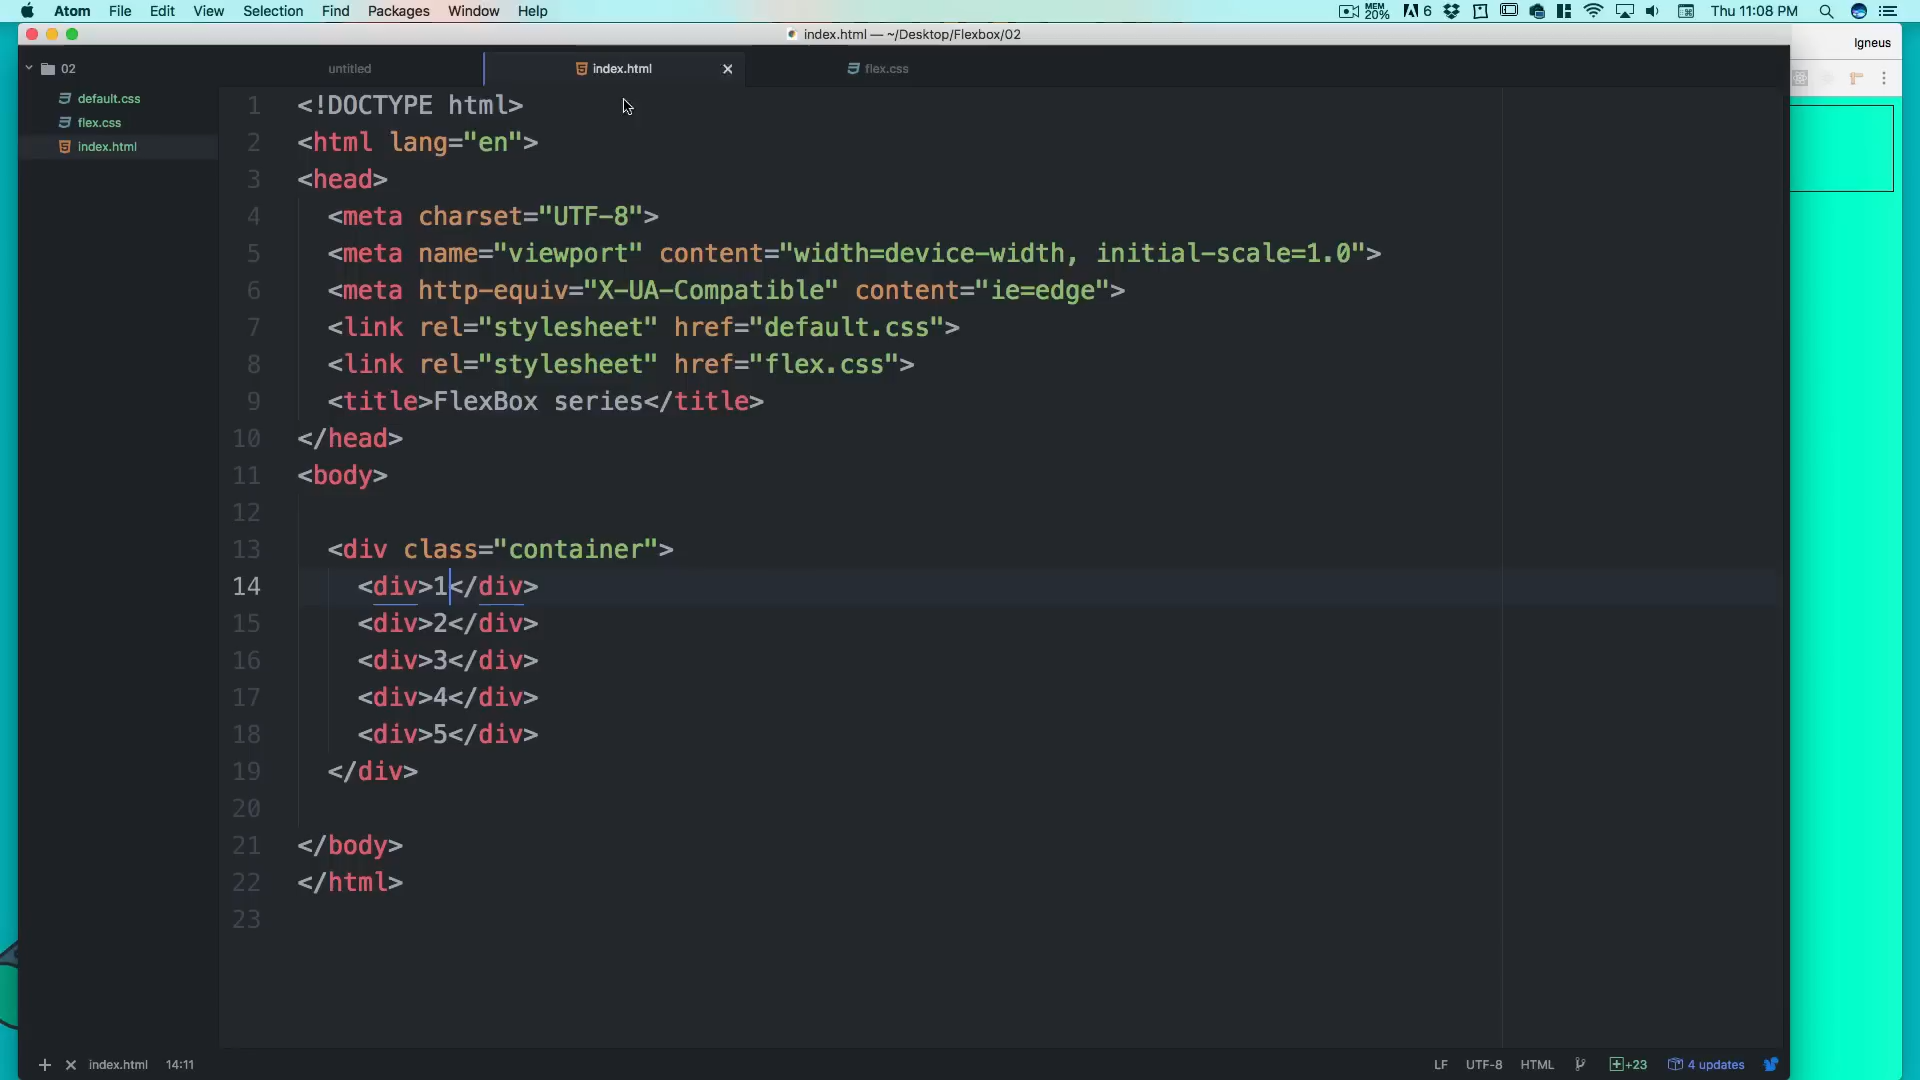 Atom File Edit View Selection Find Packages Window Help MEM 20% 6 Thu 11:08 PM
index.html — ~/Desktop/Flexbox/02
Igneus
02
default.css
flex.css
index.html
untitled index.html flex.css
1 <!DOCTYPE html>
2 <html lang="en">
3 <head>
4 <meta charset="UTF-8">
5 <meta name="viewport" content="width=device-width, initial-scale=1.0">
6 <meta http-equiv="X-UA-Compatible" content="ie=edge">
7 <link rel="stylesheet" href="default.css">
8 <link rel="stylesheet" href="flex.css">
9 <title>FlexBox series</title>
10 </head>
11 <body>
12
13 <div class="container">
14 <div>1</div>
15 <div>2</div>
16 <div>3</div>
17 <div>4</div>
18 <div>5</div>
19 </div>
20
21 </body>
22 </html>
23
index.html 14:11 LF UTF-8 HTML +23 4 updates